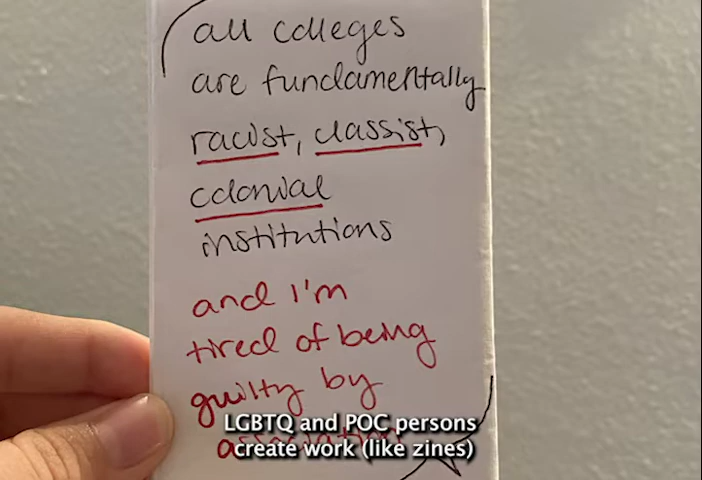 all colleges
are fundamentally
racist, classist,
colonial
institutions
and I'm
tired of being
guilty by
association
LGBTQ and POC persons
create work (like zines)